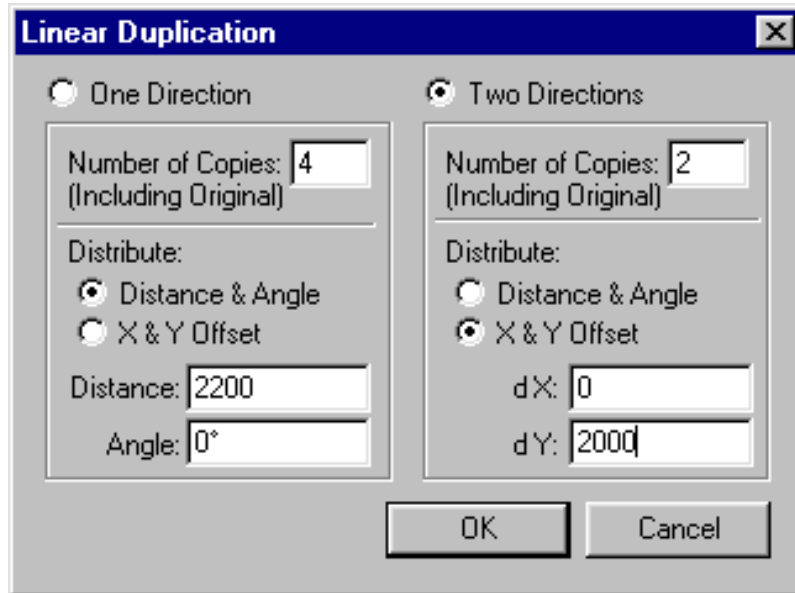 Linear Duplication
One Direction
Number of Copies: 4
(Including Original)
Distribute:
Distance & Angle
X & Y Offset
Distance: 2200
Angle: 0°
Two Directions
Number of Copies: 2
(Including Original)
Distribute:
Distance & Angle
X & Y Offset
dX: 0
dY: 2000
OK
Cancel